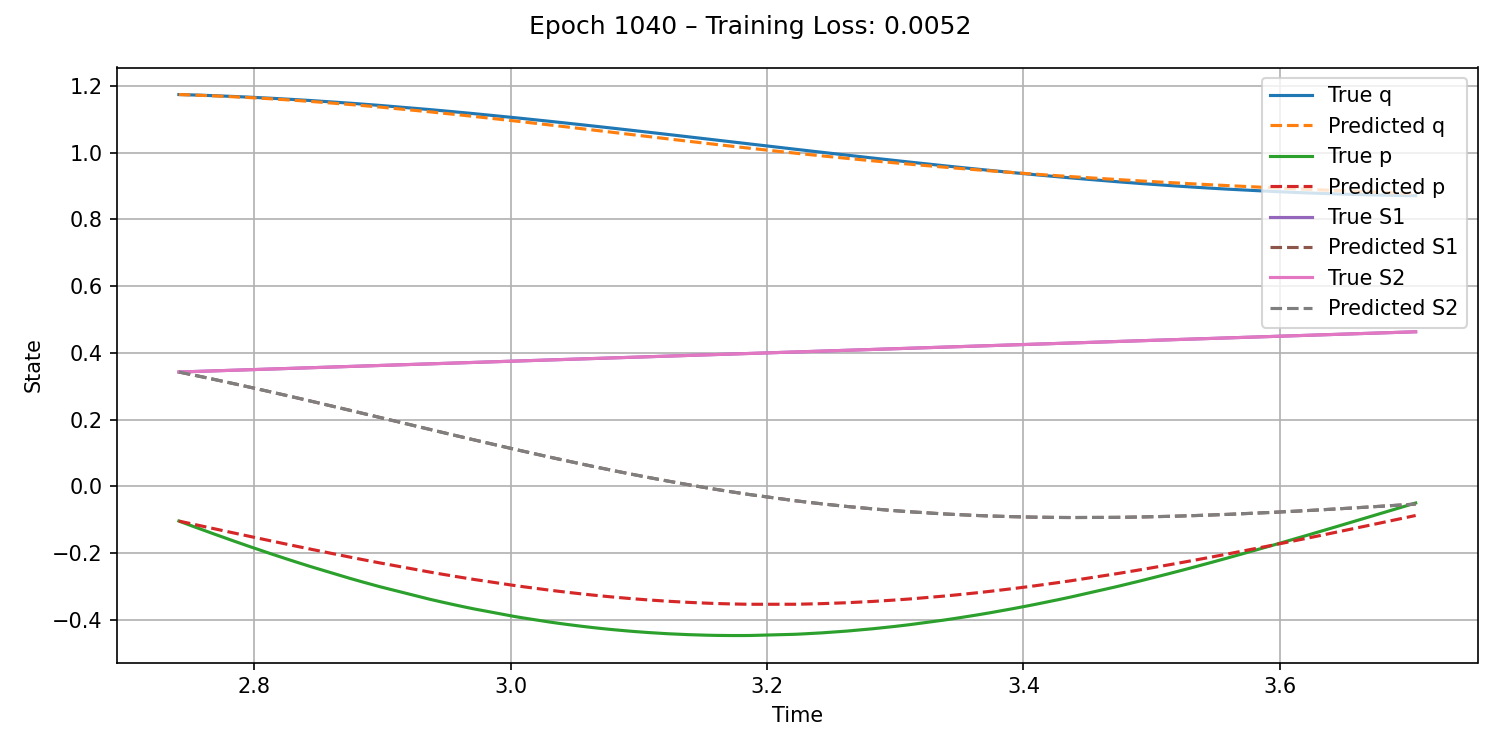 Epoch 1040 – Training Loss: 0.0052
1.2
1.0
0.8
0.6
0.4
0.2
0.0
−0.2
−0.4
State
2.8
3.0
3.2
3.4
3.6
Time
True q
Predicted q
True p
Predicted p
True S1
Predicted S1
True S2
Predicted S2